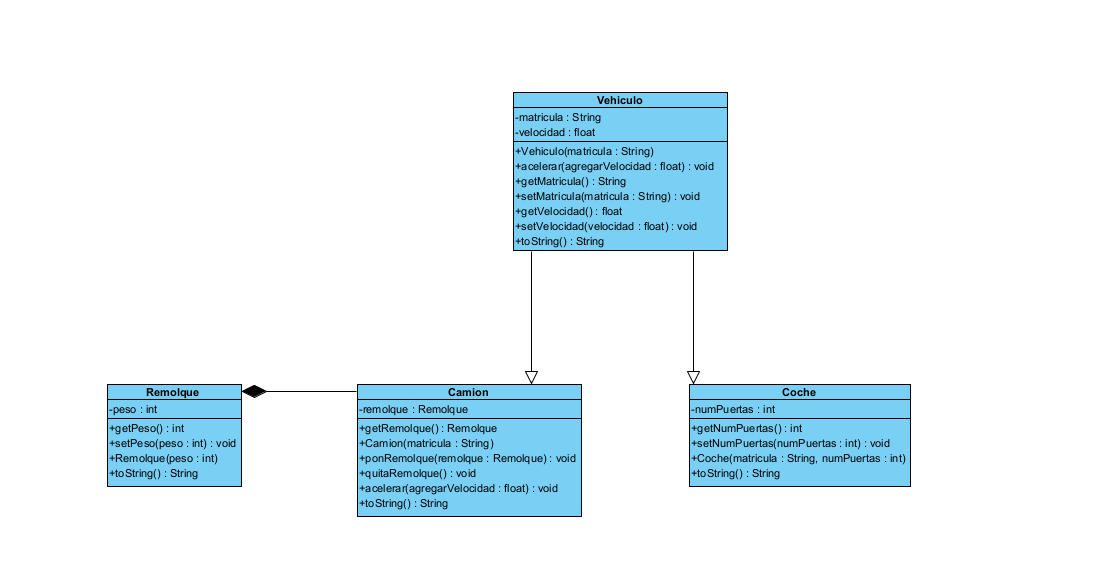 Vehiculo
-matricula : String
-velocidad : float
+Vehiculo(matricula : String)
+acelerar(agregarVelocidad : float) : void
+getMatricula() : String
+setMatricula(matricula : String) : void
+getVelocidad() : float
+setVelocidad(velocidad : float) : void
+toString() : String
Remolque
-peso : int
+getPeso() : int
+setPeso(peso : int) : void
+Remolque(peso : int)
+toString() : String
Camion
-remolque : Remolque
+getRemolque() : Remolque
+Camion(matricula : String)
+ponRemolque(remolque : Remolque) : void
+quitaRemolque() : void
+acelerar(agregarVelocidad : float) : void
+toString() : String
Coche
-numPuertas : int
+getNumPuertas() : int
+setNumPuertas(numPuertas : int) : void
+Coche(matricula : String, numPuertas : int)
+toString() : String